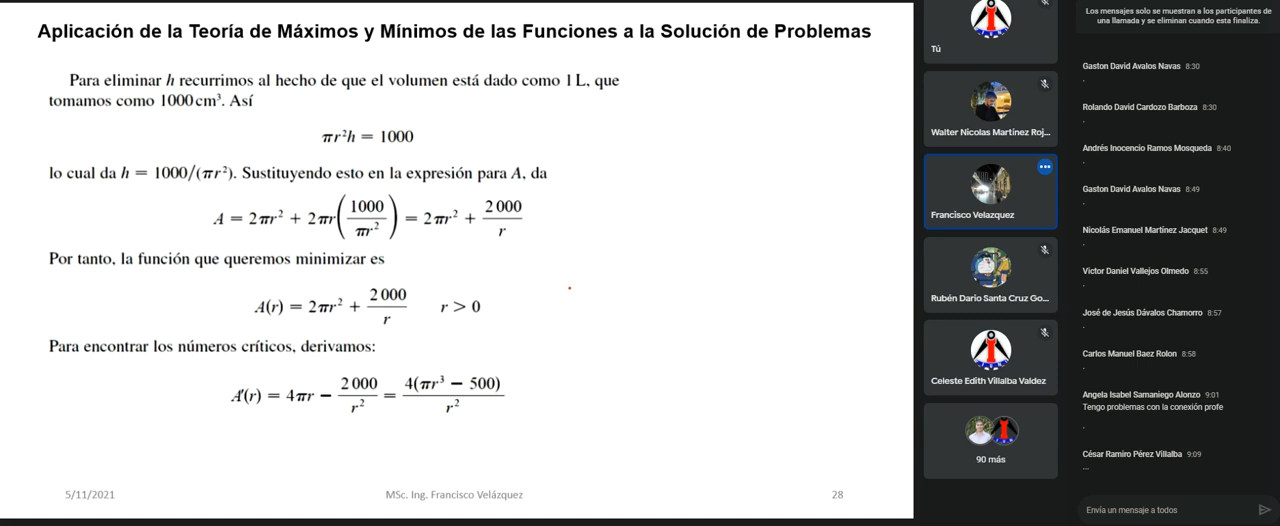 Aplicación de la Teoría de Máximos y Mínimos de las Funciones a la Solución de Problemas
Para eliminar h recurrimos al hecho de que el volumen está dado como 1 L, que
tomamos como 1000 cm³. Así
πr²h = 1000
lo cual da h = 1000/(πr²). Sustituyendo esto en la expresión para A, da
A = 2πr² + 2πr(1000/πr²) = 2πr² + 2 000/r
Por tanto, la función que queremos minimizar es
A(r) = 2πr² + 2 000/r r > 0
Para encontrar los números críticos, derivamos:
A'(r) = 4πr − 2 000/r² = 4(πr³ − 500)/r²
5/11/2021
MSc. Ing. Francisco Velázquez
28
Tú
Walter Nicolas Martínez Roj...
Francisco Velazquez
Rubén Dario Santa Cruz Go...
Celeste Edith Villalba Valdez
90 más
Los mensajes solo se muestran a los participantes de
una llamada y se eliminan cuando esta finaliza.
Gaston David Avalos Navas 8:30
.
Rolando David Cardozo Barboza 8:30
.
Andrés Inocencio Ramos Mosqueda 8:40
.
Gaston David Avalos Navas 8:49
.
Nicolás Emanuel Martínez Jacquet 8:49
.
Victor Daniel Vallejos Olmedo 8:55
.
José de Jesús Dávalos Chamorro 8:57
.
Carlos Manuel Baez Rolon 8:58
.
Angela Isabel Samaniego Alonzo 9:01
Tengo problemas con la conexión profe
.
César Ramiro Pérez Villalba 9:09
...
Envía un mensaje a todos